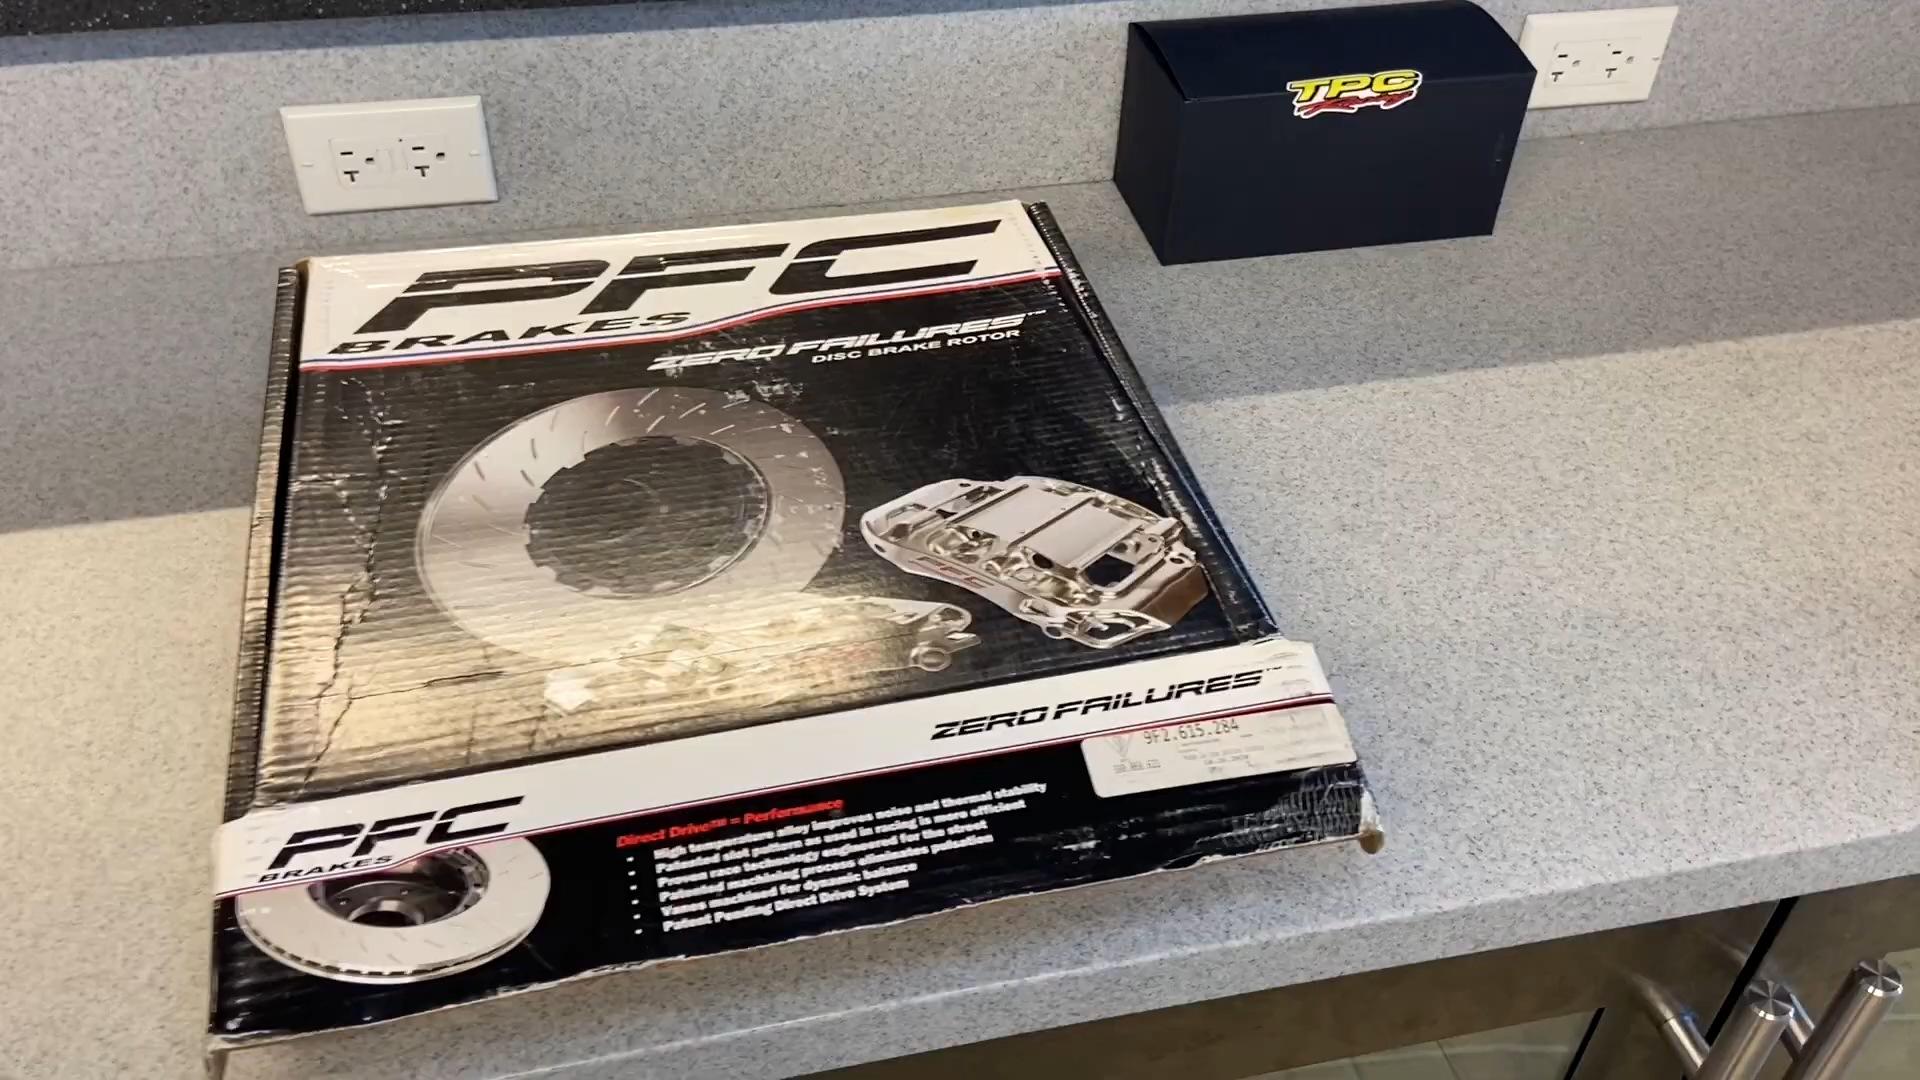 TPC
Racing
PFC
BRAKES
ZERO FAILURES™
DISC BRAKE ROTOR
PFC
ZERO FAILURES™
9F2.615.284
PFC
BRAKES
Direct Drive™ = Performance
• High temperature alloy improves noise and thermal stability
• Patented slot pattern as used in racing is more efficient
• Proven race technology engineered for the street
• Patented machining process eliminates pulsation
• Vanes machined for dynamic balance
• Patent Pending Direct Drive System